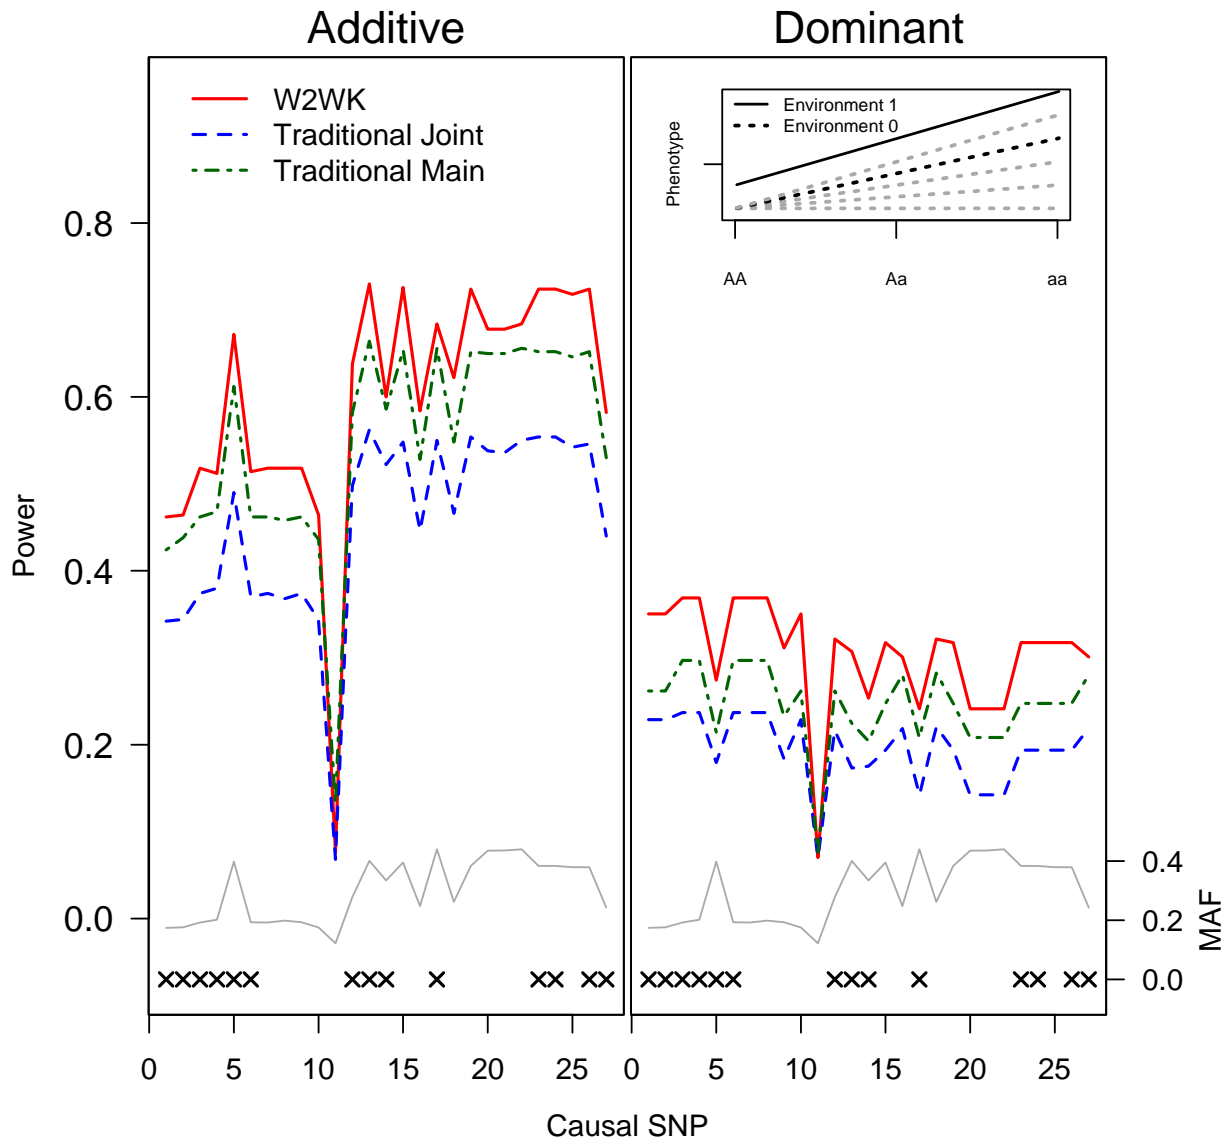 Additive
Dominant
W2WK
Traditional Joint
Traditional Main
Environment 1
Environment 0
Phenotype
AA Aa aa
Power
0.8
0.6
0.4
0.2
0.0
0.4
0.2
0.0
MAF
0 5 10 15 20 25
0 5 10 15 20 25
Causal SNP